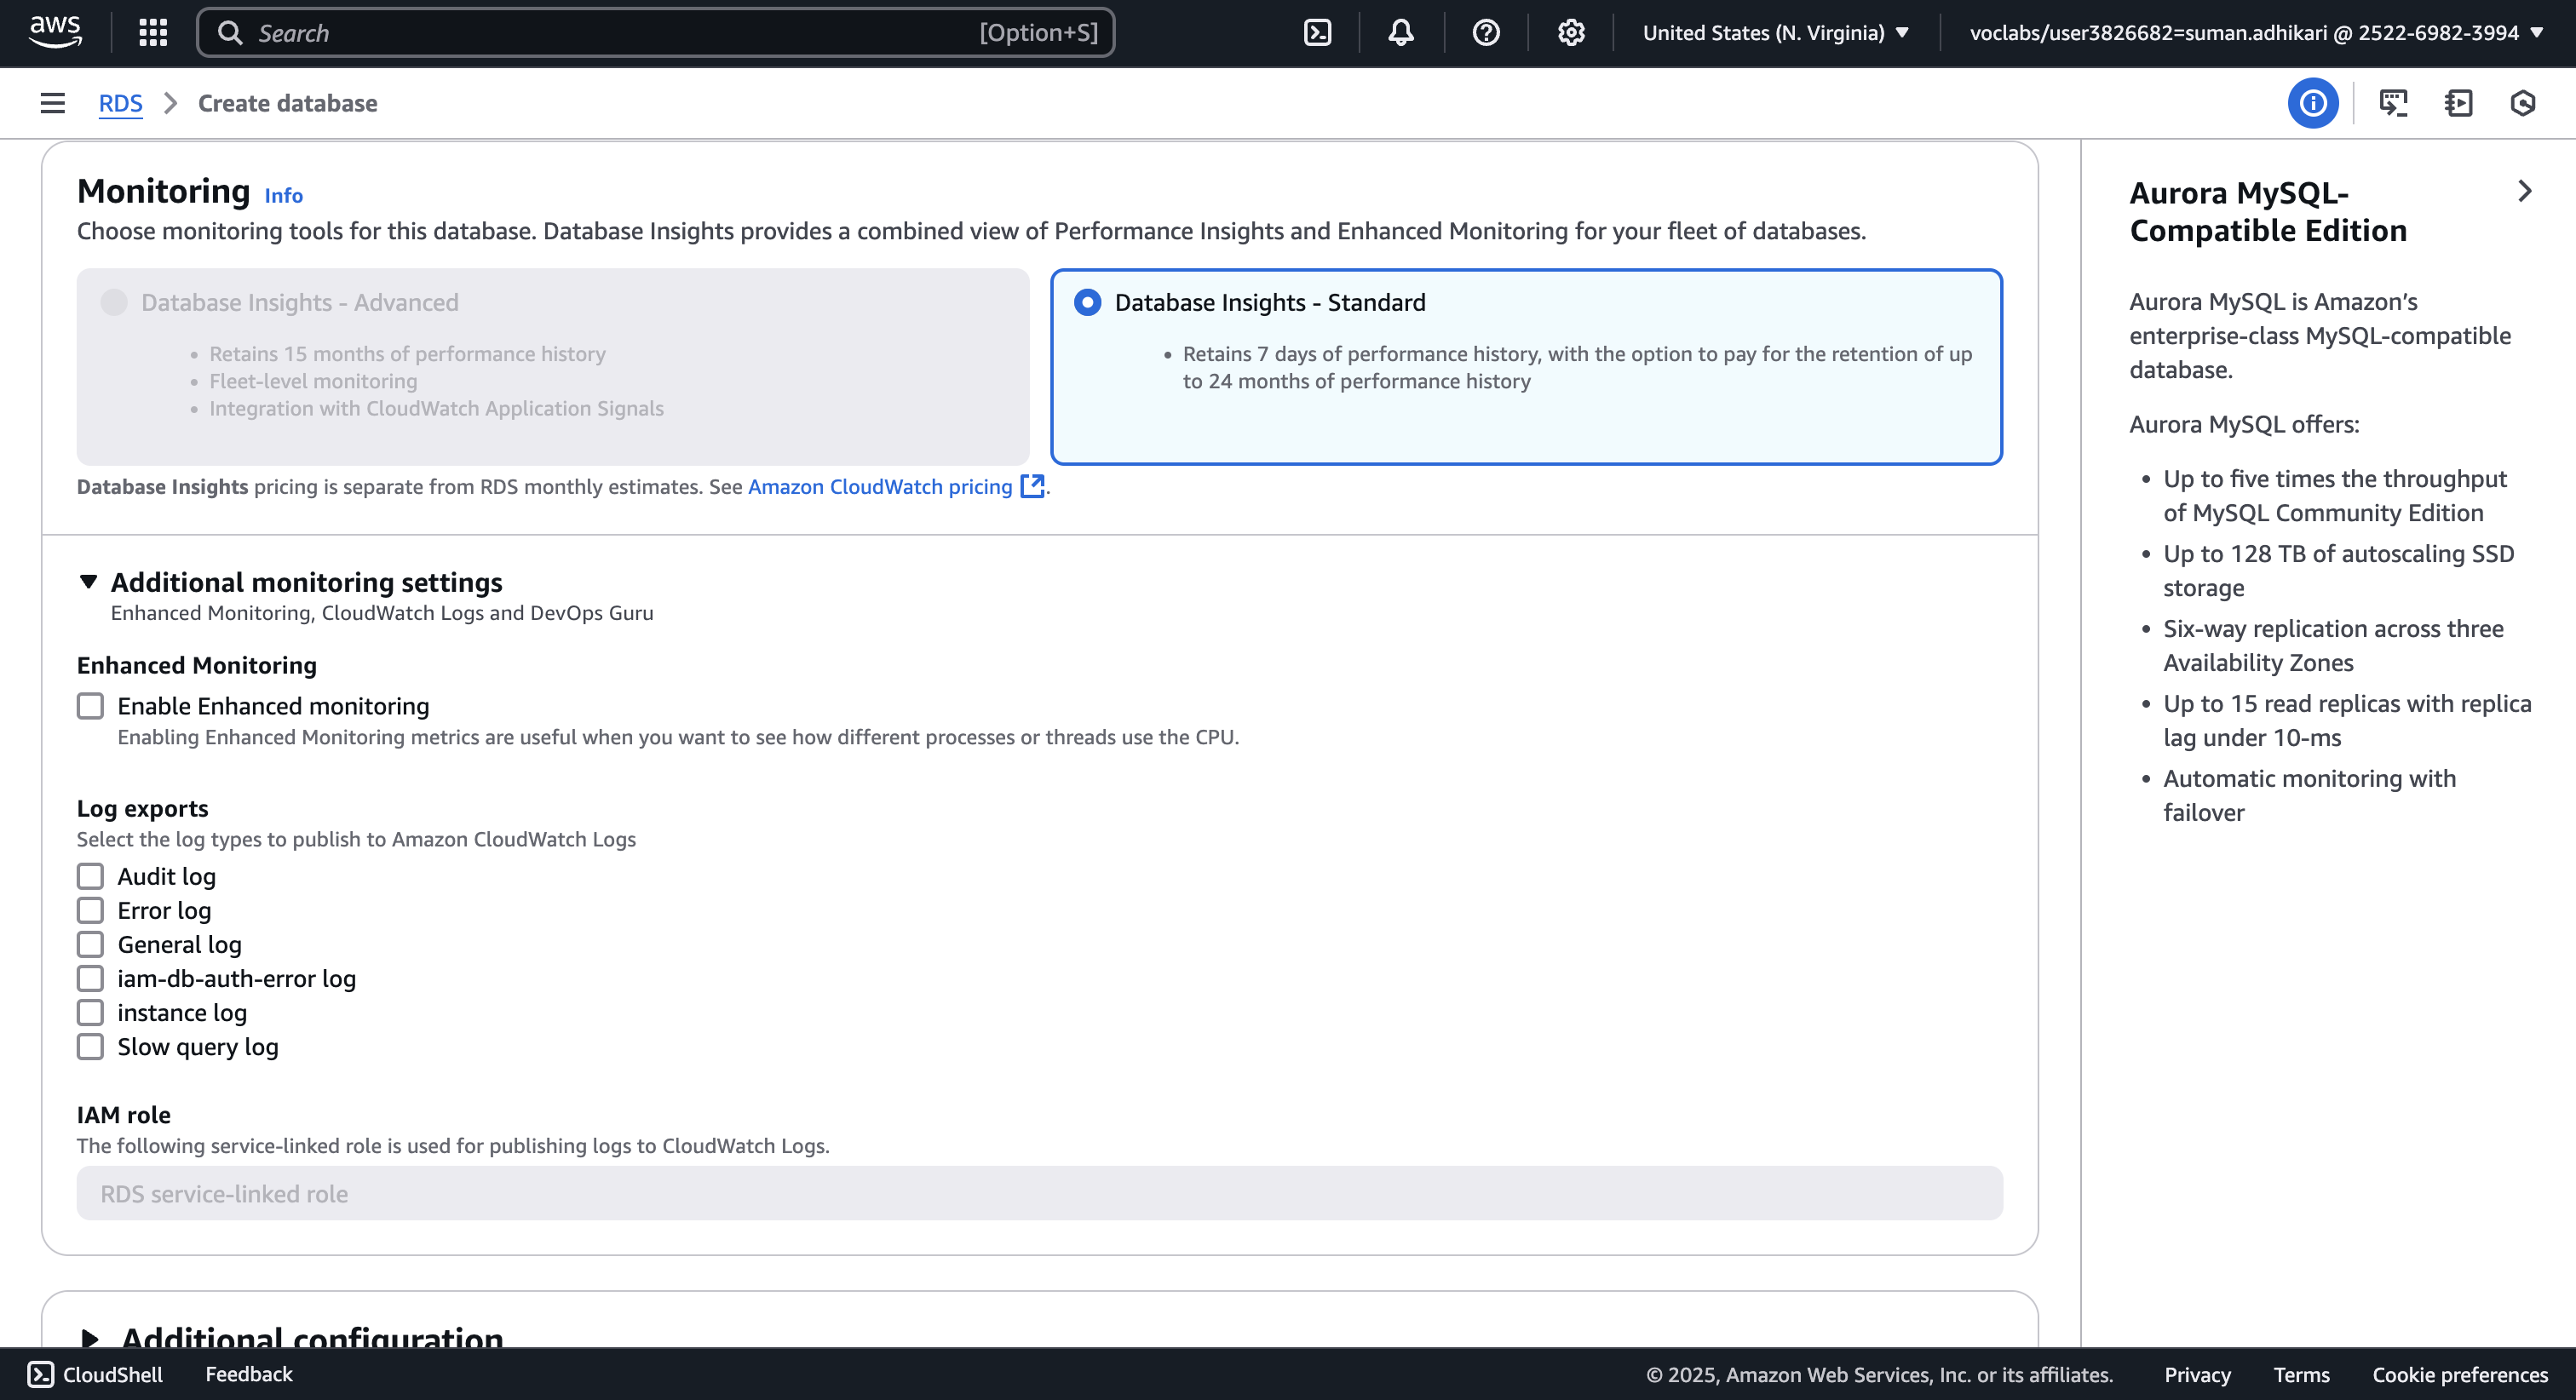 aws
Search
[Option+S]
United States (N. Virginia)
voclabs/user3826682=suman.adhikari @ 2522-6982-3994
RDS
Create database
Monitoring Info
Choose monitoring tools for this database. Database Insights provides a combined view of Performance Insights and Enhanced Monitoring for your fleet of databases.
Database Insights - Advanced
• Retains 15 months of performance history
• Fleet-level monitoring
• Integration with CloudWatch Application Signals
Database Insights - Standard
• Retains 7 days of performance history, with the option to pay for the retention of up
to 24 months of performance history
Database Insights pricing is separate from RDS monthly estimates. See Amazon CloudWatch pricing.
Additional monitoring settings
Enhanced Monitoring, CloudWatch Logs and DevOps Guru
Enhanced Monitoring
Enable Enhanced monitoring
Enabling Enhanced Monitoring metrics are useful when you want to see how different processes or threads use the CPU.
Log exports
Select the log types to publish to Amazon CloudWatch Logs
Audit log
Error log
General log
iam-db-auth-error log
instance log
Slow query log
IAM role
The following service-linked role is used for publishing logs to CloudWatch Logs.
RDS service-linked role
Additional configuration
Aurora MySQL-
Compatible Edition
Aurora MySQL is Amazon’s
enterprise-class MySQL-compatible
database.
Aurora MySQL offers:
• Up to five times the throughput
of MySQL Community Edition
• Up to 128 TB of autoscaling SSD
storage
• Six-way replication across three
Availability Zones
• Up to 15 read replicas with replica
lag under 10-ms
• Automatic monitoring with
failover
CloudShell
Feedback
© 2025, Amazon Web Services, Inc. or its affiliates.
Privacy
Terms
Cookie preferences